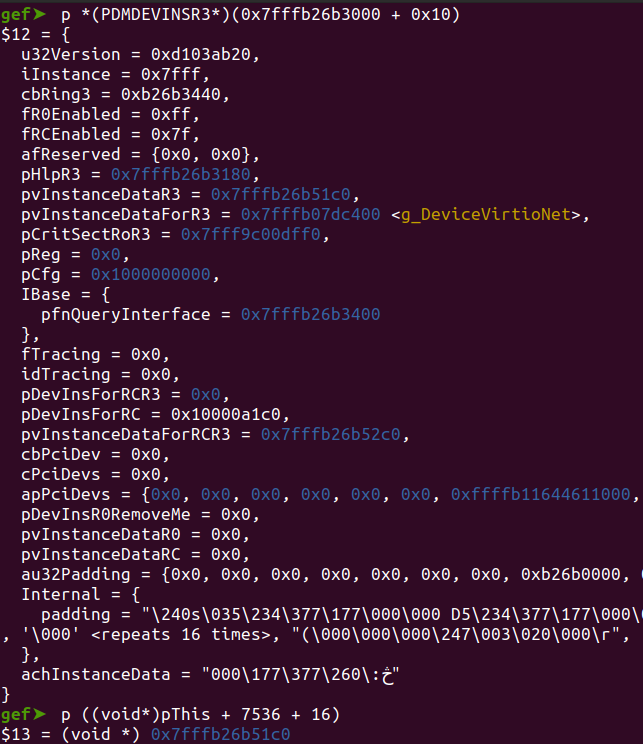 gef➤  p *(PDMDEVINSR3*)(0x7fffb26b3000 + 0x10)
$12 = {
  u32Version = 0xd103ab20,
  iInstance = 0x7fff,
  cbRing3 = 0xb26b3440,
  fR0Enabled = 0xff,
  fRCEnabled = 0x7f,
  afReserved = {0x0, 0x0},
  pHlpR3 = 0x7fffb26b3180,
  pvInstanceDataR3 = 0x7fffb26b51c0,
  pvInstanceDataForR3 = 0x7fffb07dc400 <g_DeviceVirtioNet>,
  pCritSectRoR3 = 0x7fff9c00dff0,
  pReg = 0x0,
  pCfg = 0x1000000000,
  IBase = {
    pfnQueryInterface = 0x7fffb26b3400
  },
  fTracing = 0x0,
  idTracing = 0x0,
  pDevInsForRCR3 = 0x0,
  pDevInsForRC = 0x10000a1c0,
  pvInstanceDataForRCR3 = 0x7fffb26b52c0,
  cbPciDev = 0x0,
  cPciDevs = 0x0,
  apPciDevs = {0x0, 0x0, 0x0, 0x0, 0x0, 0x0, 0xffffb11644611000,
  pDevInsR0RemoveMe = 0x0,
  pvInstanceDataR0 = 0x0,
  pvInstanceDataRC = 0x0,
  au32Padding = {0x0, 0x0, 0x0, 0x0, 0x0, 0x0, 0x0, 0xb26b0000,
  Internal = {
    padding = "\240s\035\234\377\177\000\000 D5\234\377\177\000\0
, '\000' <repeats 16 times>, "(\000\000\000\247\003\020\000\r",
  },
  achInstanceData = "000\177\377\260\:
}
gef➤  p ((void*)pThis + 7536 + 16)
$13 = (void *) 0x7fffb26b51c0